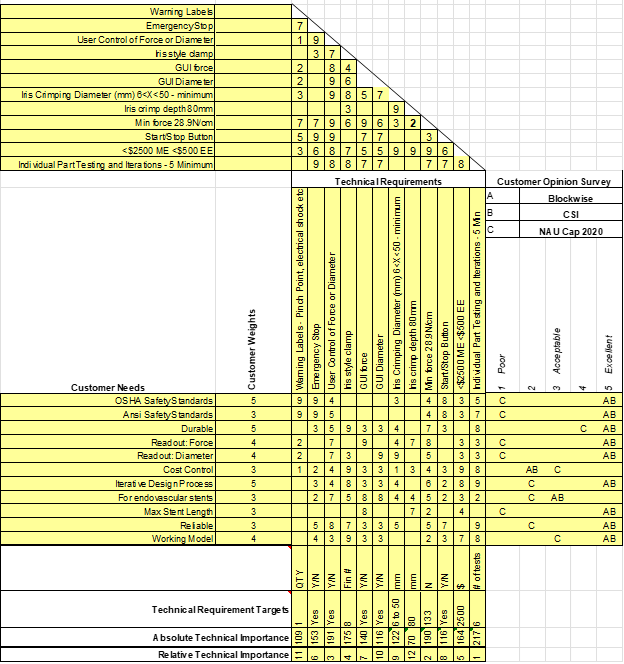 Warning Labels
EmergencyStop 7
User Control of Force or Diameter 1 9
Iris style clamp 3 7
GUI force 2 8 4
GUI Diameter 2 9 6
Iris Crimping Diameter (mm) 6<X<50 - minimum 3 9 8 5 7
Iris crimp depth 80mm 3 9
Min force 28.9N/cm 7 7 9 6 9 6 3 2
Start/Stop Button 5 9 9 7 7 3
<$2500 ME <$500 EE 3 6 8 7 5 5 9 9 9 6
Individual Part Testing and Iterations - 5 Minimum 9 8 8 7 7 7 7 8
Technical Requirements Customer Opinion Survey
A Blockwise
B CSI
C NAU Cap 2020
Customer Needs
Customer Weights
Warning Labels - Pinch Point, electrical shock etc
Emergency Stop
User Control of Force or Diameter
Iris style clamp
GUI force
GUI Diameter
Iris Crimping Diameter (mm) 6<X<50 - minimum
Iris crimp depth 80mm
Min force 28.9N/cm
Start/Stop Button
<$2500 ME <$500 EE
Individual Part Testing and Iterations - 5 Min
1 Poor
2
3 Acceptable
4
5 Excellent
OSHA SafetyStandards 5 9 9 4 3 4 8 3 5 C AB
Ansi SafetyStandards 3 9 9 5 4 8 3 7 C AB
Durable 5 3 5 9 3 3 4 7 3 8 C AB
Readout: Force 4 2 7 9 4 7 8 3 3 C AB
Readout: Diameter 4 2 7 3 9 9 5 3 3 C AB
Cost Control 3 1 2 4 9 3 3 1 3 4 3 9 8 AB C
Iterative Design Process 5 3 4 8 3 3 4 6 2 8 9 C AB
For endovascular stents 3 2 7 5 8 8 4 4 5 2 3 2 C AB
Max Stent Length 3 8 7 2 4 C AB
Reliable 3 5 8 7 3 3 5 5 7 9 C AB
Working Model 4 4 3 9 3 3 2 3 7 8 C AB
QTY Y/N Y/N Fin # Y/N Y/N mm mm N Y/N $ # of tests
Technical Requirement Targets 1 Yes Yes 8 Yes Yes 6 to 50 80 133 Yes 2500 6
Absolute Technical Importance 109 153 191 175 140 116 122 70 190 116 164 217
Relative Technical Importance 11 6 3 4 7 10 9 12 2 8 5 1